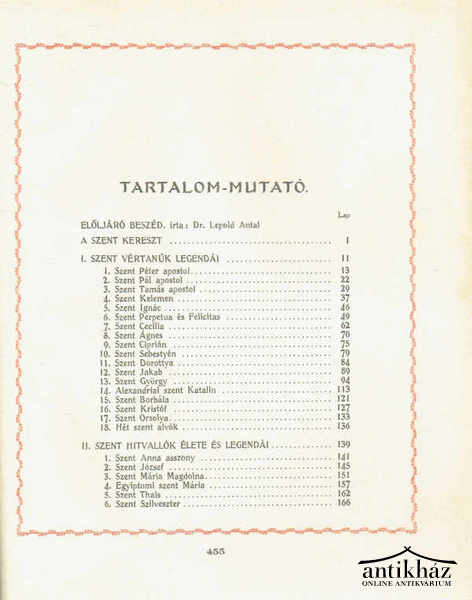 TARTALOM-MUTATÓ.
Lap
ELŐLJÁRÓ BESZÉD. írta: Dr. Lepold Antal
A SZENT KERESZT 1
I. SZENT VÉRTANÚK LEGENDÁI 11
1. Szent Péter apostol 13
2. Szent Pál apostol 22
3. Szent Tamás apostol 29
4. Szent Kelemen 37
5. Szent Ignác 46
6. Szent Perpetua és Felicitas 49
7. Szent Cecilia 62
8. Szent Ágnes 70
9. Szent Ciprián 75
10. Szent Sebestyén 79
11. Szent Dorottya 84
12. Szent Jakab 89
13. Szent György 94
14. Alexandriai szent Katalin 113
15. Szent Borbála 121
16. Szent Kristóf 127
17. Szent Orsolya 133
18. Hét szent alvók 136
II. SZENT HITVALLÓK ÉLETE ÉS LEGENDÁI 139
1. Szent Anna asszony 141
2. Szent József 145
3. Szent Mária Magdolna 151
4. Egyiptomi szent Mária 157
5. Szent Thais 162
6. Szent Szilveszter 166
455
antikház
ONLINE ANTIKVÁRIUM